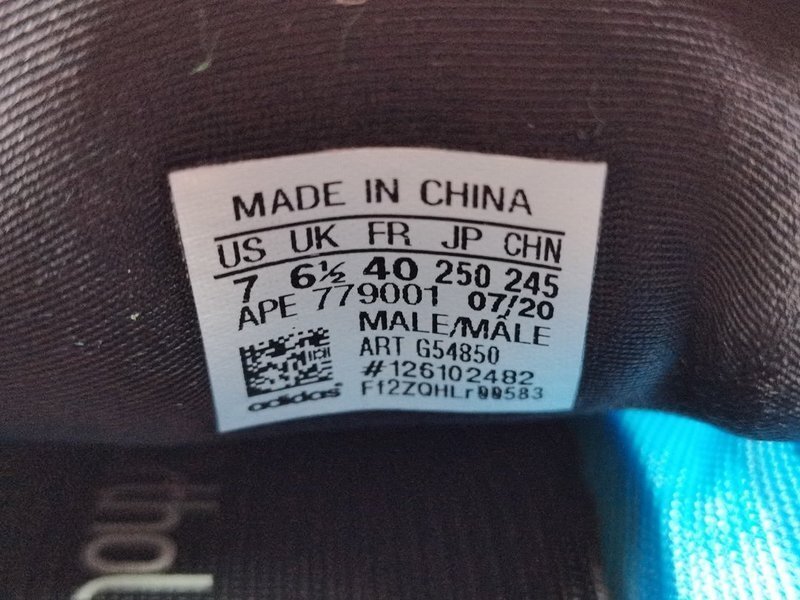 MADE IN CHINA
US UK FR JP CHN
7 6½ 40 250 245
APE 779001 07/20
MALE/MÂLE
ART G54850
#126102482
Ff2ZQHLr00583
adidas